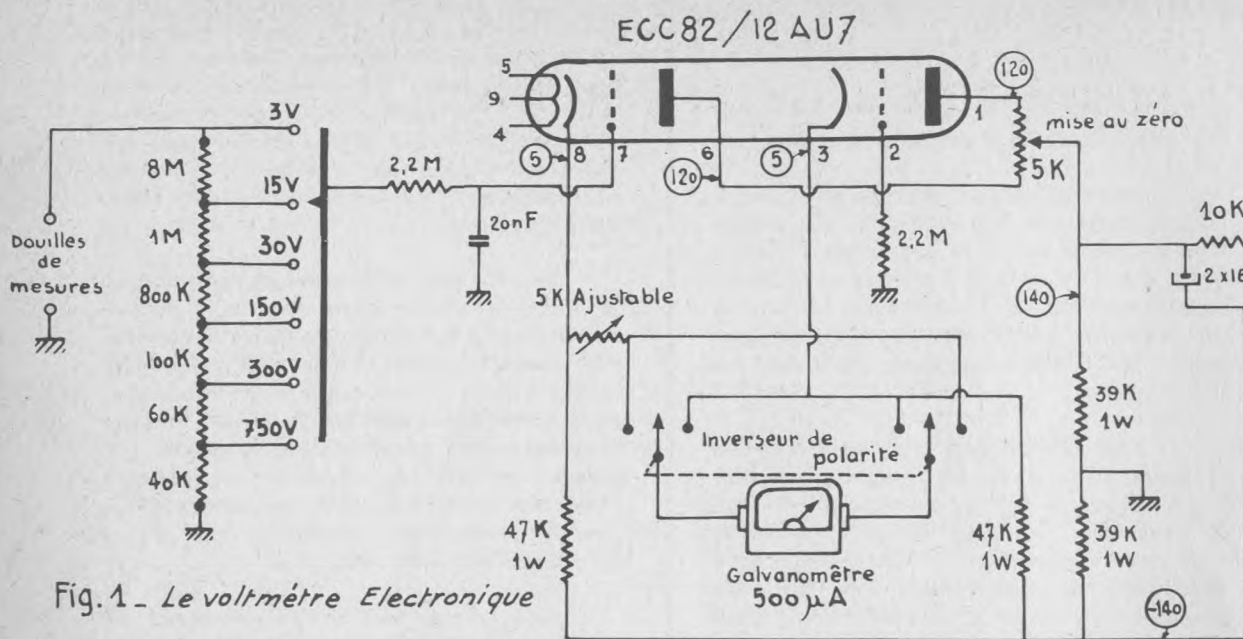 ECC82/12 AU7
5
9
4
5
8
7
6
120
5
3
2
1
120
mise au zéro
5K
3V
8M
15V
1M
30V
800K
150V
100K
300V
60K
750V
40K
Douilles
de
mesures
2,2M
20nF
2,2M
5K Ajustable
140
10K
2x16
39K
1W
39K
1W
Inverseur de
polarité
47K
1W
47K
1W
Galvanomètre
500µA
-140
Fig. 1 _ Le voltmètre Electronique